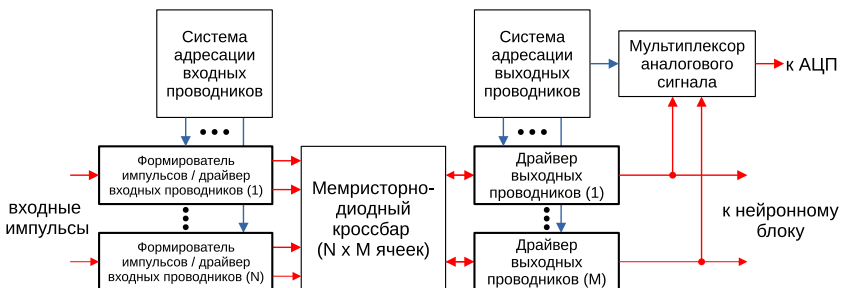 Система
адресации
входных
проводников
Система
адресации
выходных
проводников
Мультиплексор
аналогового
сигнала
к АЦП
Формирователь
импульсов / драйвер
входных проводников (1)
Драйвер
выходных
проводников (1)
входные
импульсы
Мемристорно-
диодный
кроссбар
(N x M ячеек)
к нейронному
блоку
Формирователь
импульсов / драйвер
входных проводников (N)
Драйвер
выходных
проводников (M)